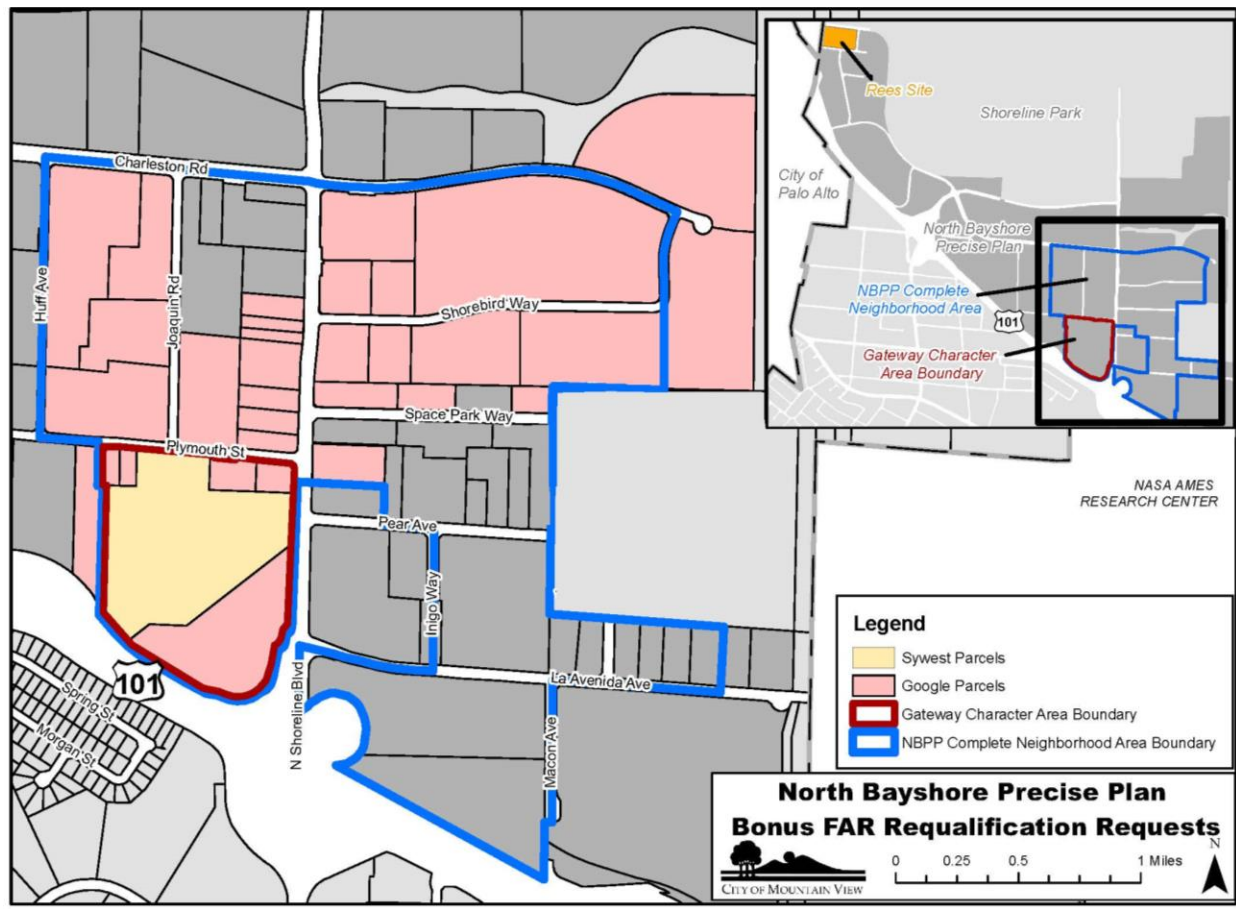 Rees Site
Shoreline Park
City of
Palo Alto
North Bayshore
Precise Plan
NBPP Complete
Neighborhood Area
101
Gateway Character
Area Boundary
Charleston Rd
Huff Ave
Joaquin Rd
Shorebird Way
Space Park Way
Plymouth St
Pear Ave
Inigo Way
NASA AMES
RESEARCH CENTER
101
N Shoreline Blvd
La Avenida Ave
Macon Ave
Spring St
Morgan St
Legend
Sywest Parcels
Google Parcels
Gateway Character Area Boundary
NBPP Complete Neighborhood Area Boundary
North Bayshore Precise Plan
Bonus FAR Requalification Requests
CITY OF MOUNTAIN VIEW
0 0.25 0.5 1 Miles
N